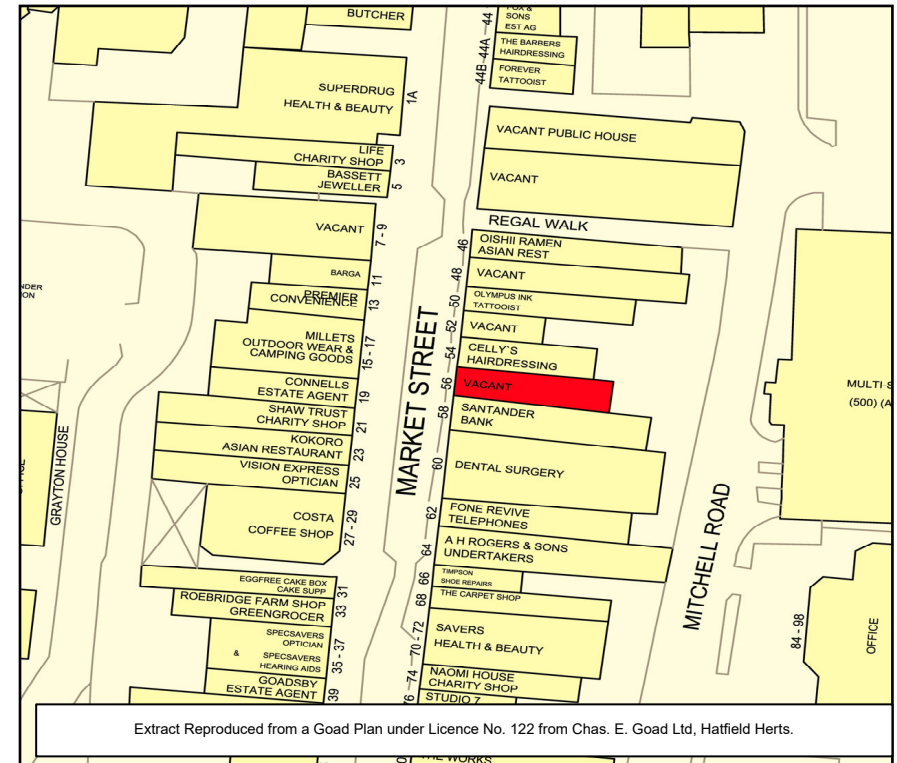 BUTCHER
SUPERDRUG
HEALTH & BEAUTY
1A
LIFE
CHARITY SHOP
3
BASSETT
JEWELLER
5
VACANT
7 - 9
BARGA
11
PREMIER
CONVENIENCE
13
MILLETS
OUTDOOR WEAR &
CAMPING GOODS
15 - 17
CONNELLS
ESTATE AGENT
19
SHAW TRUST
CHARITY SHOP
21
KOKORO
ASIAN RESTAURANT
23
VISION EXPRESS
OPTICIAN
25
COSTA
COFFEE SHOP
27 - 29
EGGFREE CAKE BOX
CAKE SUPP
31
ROEBRIDGE FARM SHOP
GREENGROCER
33
SPECSAVERS
OPTICIAN
& SPECSAVERS
HEARING AIDS
35 - 37
GOADSBY
ESTATE AGENT
39
GRAYTON HOUSE
MARKET STREET
44
SONS
EST AG
44A
THE BARBERS
HAIRDRESSING
44B
FOREVER
TATTOOIST
VACANT PUBLIC HOUSE
VACANT
REGAL WALK
46
OISHII RAMEN
ASIAN REST
48
VACANT
50
OLYMPUS INK
TATTOOIST
52
VACANT
54
CELLY`S
HAIRDRESSING
56
VACANT
58
SANTANDER
BANK
60
DENTAL SURGERY
62
FONE REVIVE
TELEPHONES
64
A H ROGERS & SONS
UNDERTAKERS
66
TIMPSON
SHOE REPAIRS
68
THE CARPET SHOP
70 - 72
SAVERS
HEALTH & BEAUTY
74
NAOMI HOUSE
CHARITY SHOP
STUDIO 7
THE WORKS
MITCHELL ROAD
MULTI-S
(500) (A
84 - 98
OFFICE
Extract Reproduced from a Goad Plan under Licence No. 122 from Chas. E. Goad Ltd, Hatfield Herts.